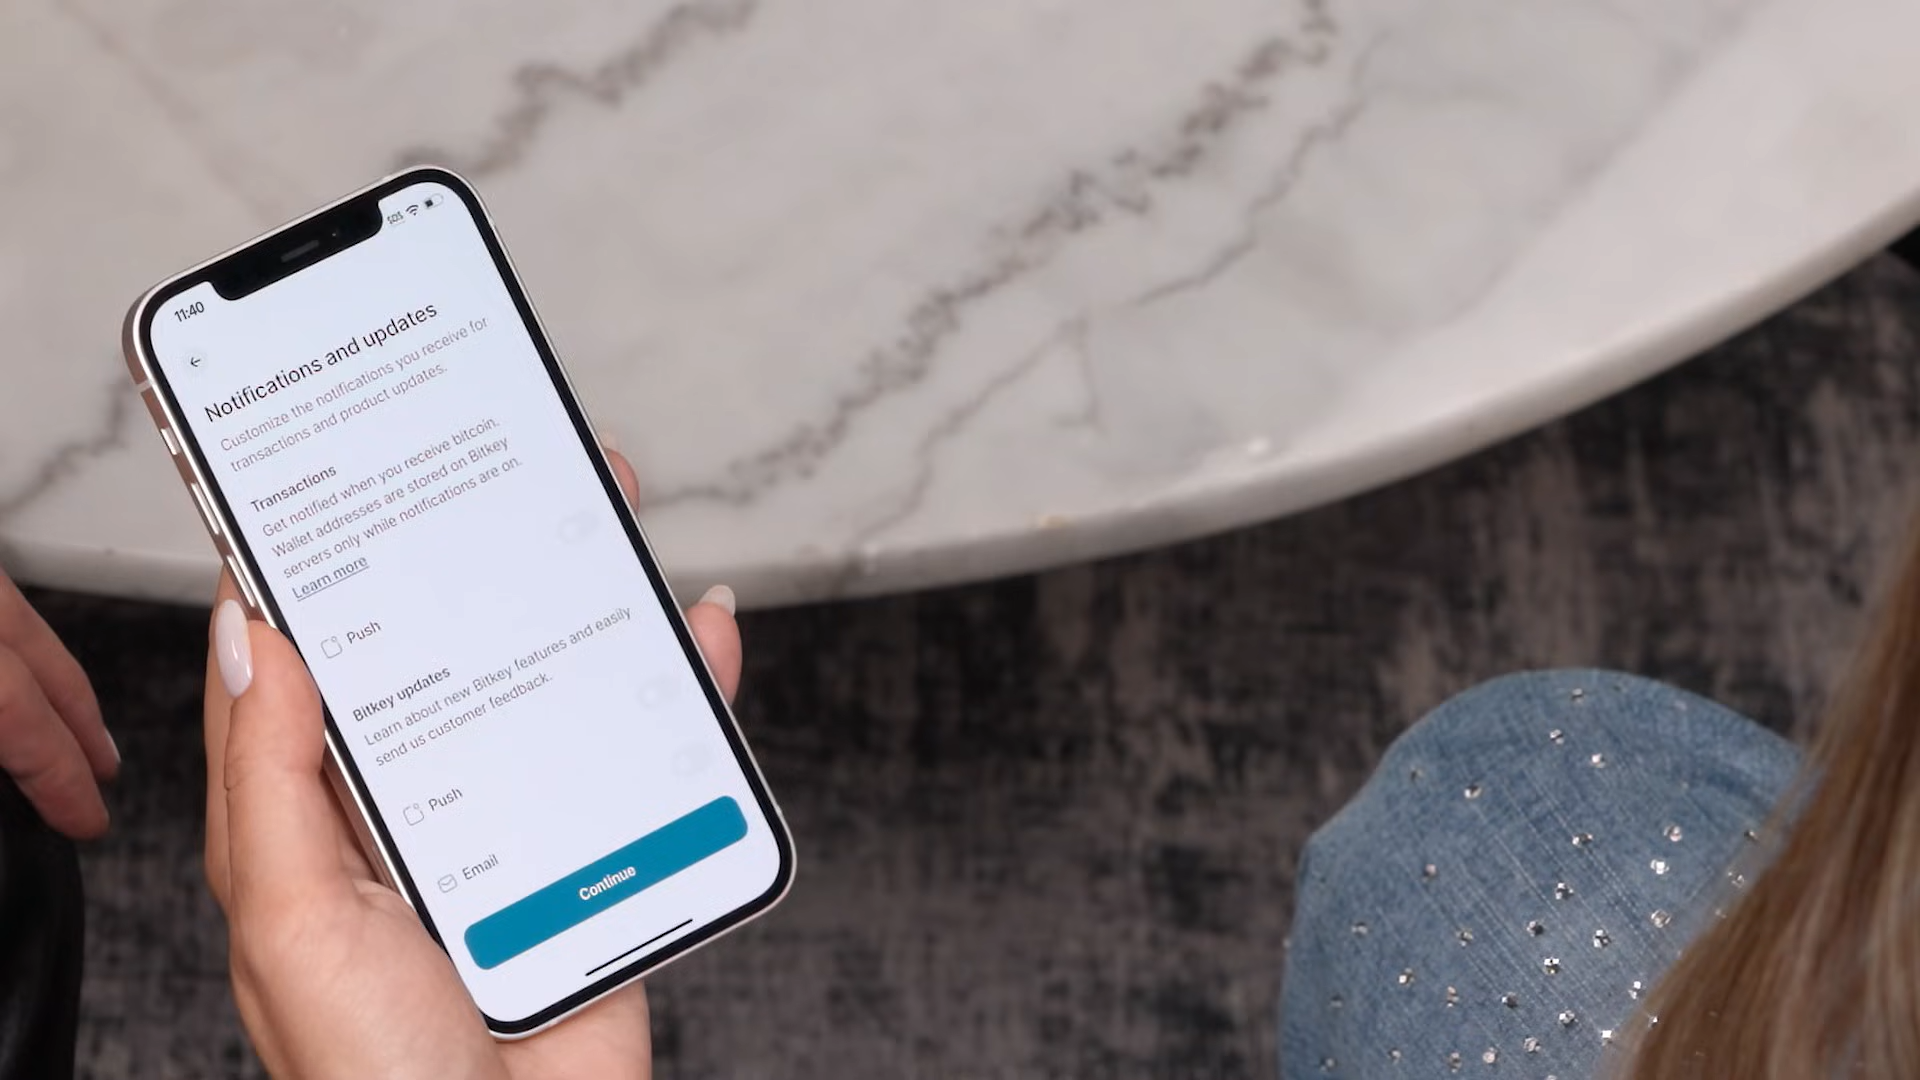 11:40
SOS
Notifications and updates
Customize the notifications you receive for
transactions and product updates.
Transactions
Get notified when you receive bitcoin.
Wallet addresses are stored on Bitkey
servers only while notifications are on.
Learn more
Push
Bitkey updates
Learn about new Bitkey features and easily
send us customer feedback.
Push
Email
Continue